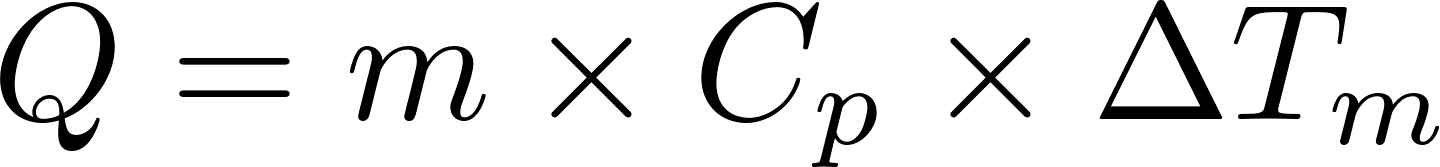 Q = m × C_p × ΔT_m